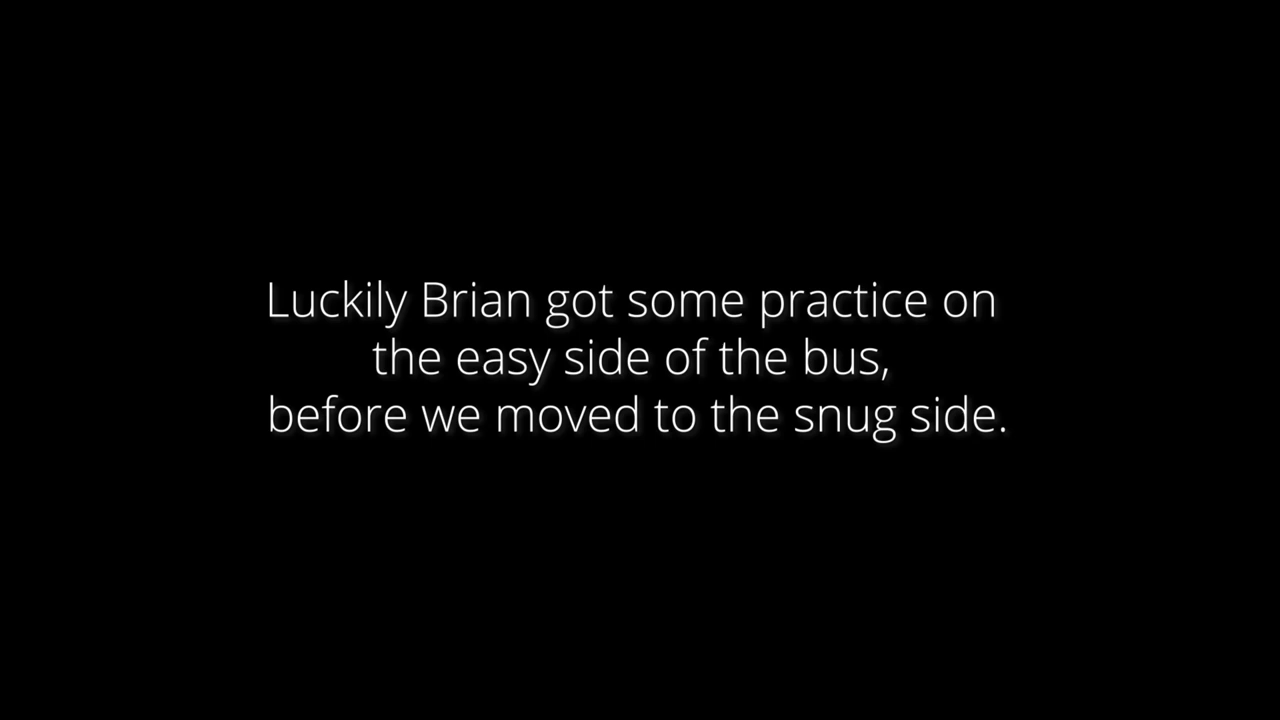 Luckily Brian got some practice on
the easy side of the bus,
before we moved to the snug side.